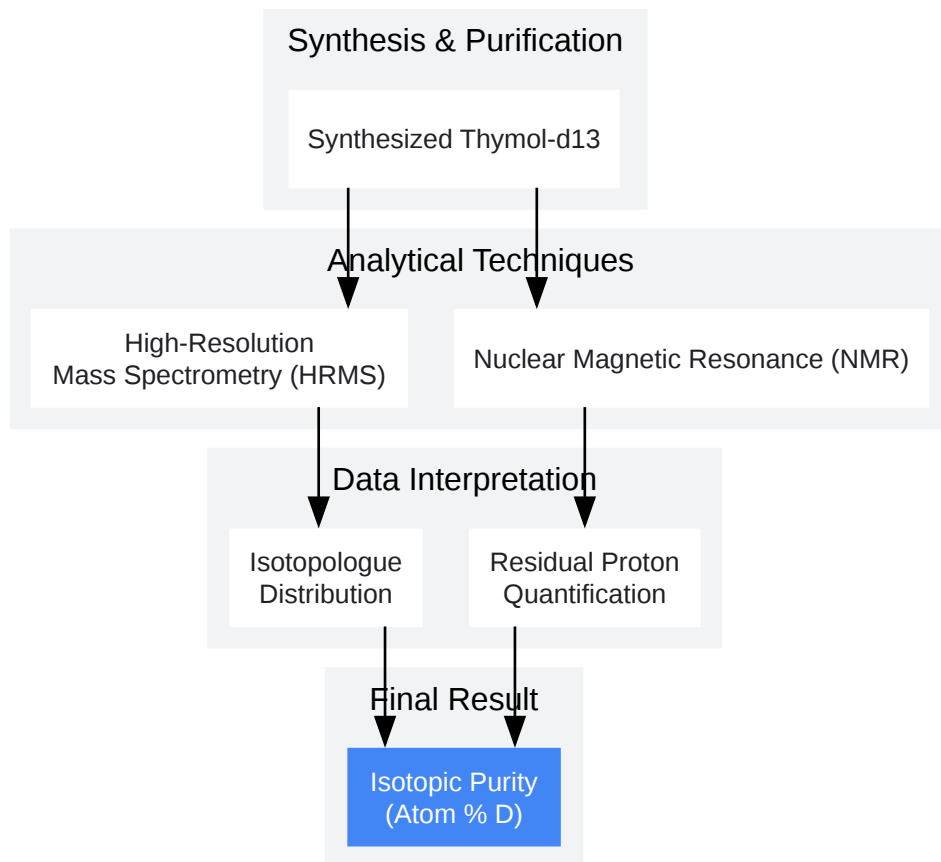 Synthesis & Purification
Synthesized Thymol-d13
Analytical Techniques
High-Resolution
Mass Spectrometry (HRMS)
Nuclear Magnetic Resonance (NMR)
Data Interpretation
Isotopologue
Distribution
Residual Proton
Quantification
Final Result
Isotopic Purity
(Atom % D)